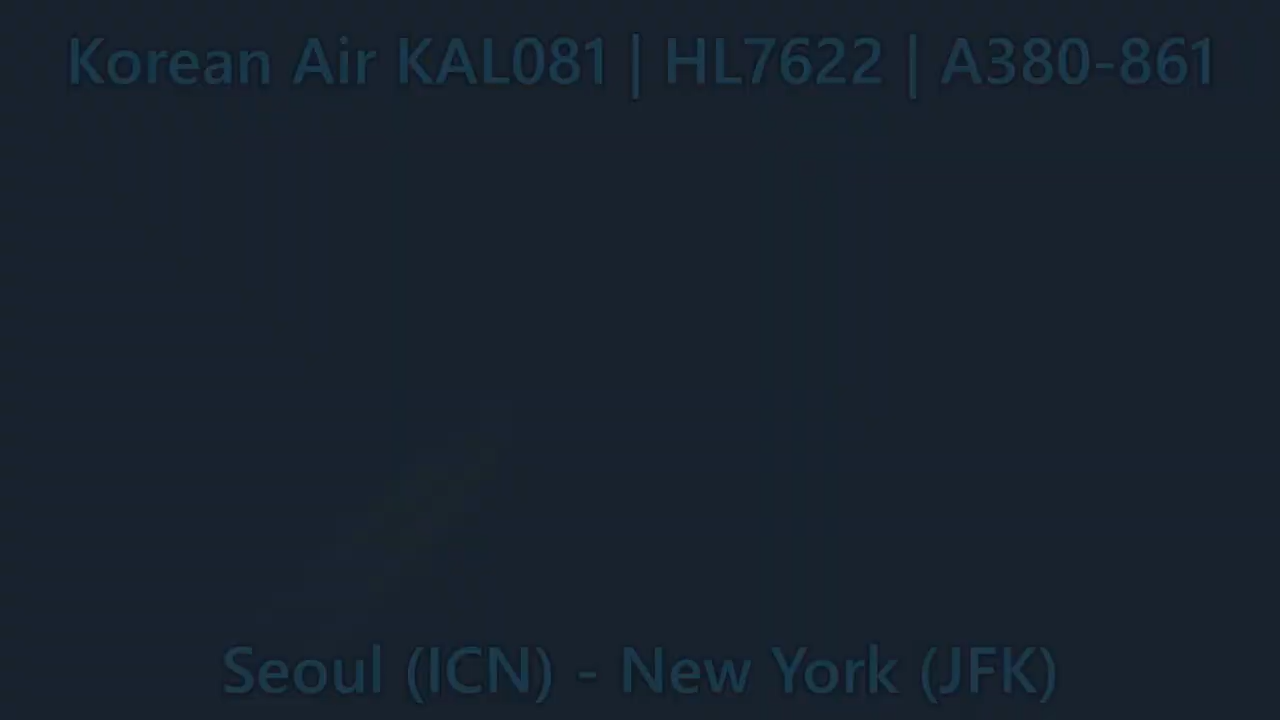 Korean Air KAL081 | HL7622 | A380-861
Seoul (ICN) - New York (JFK)